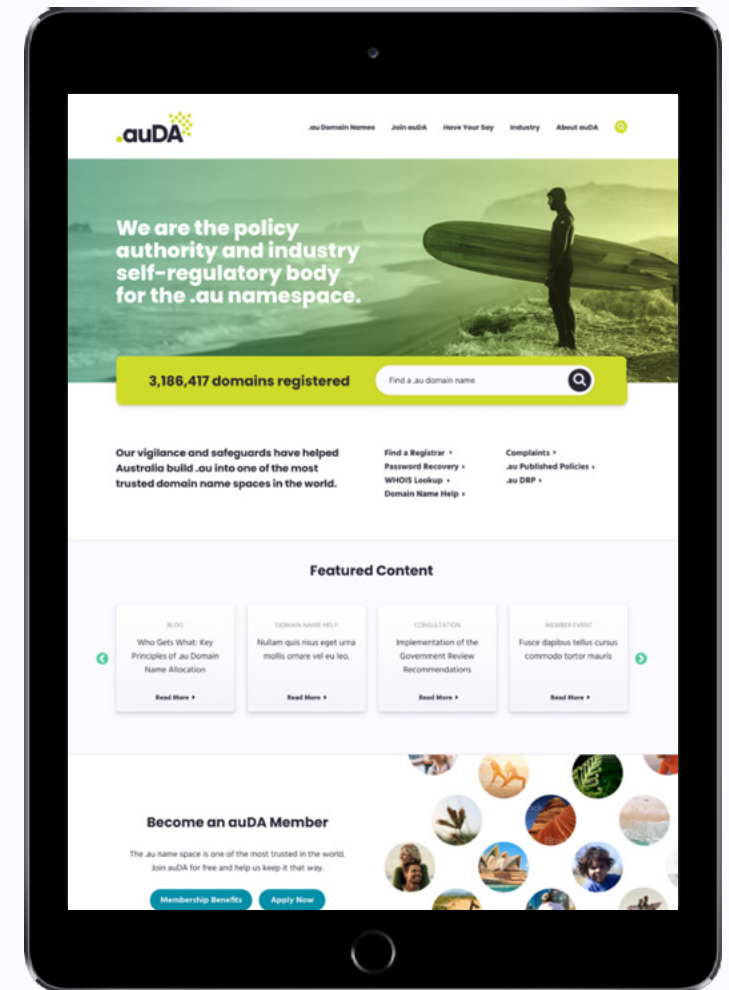 .auDA
.au Domain Names Join auDA Have Your Say Industry About auDA
We are the policy
authority and industry
self-regulatory body
for the .au namespace.
3,186,417 domains registered
Find a .au domain name
Our vigilance and safeguards have helped
Australia build .au into one of the most
trusted domain name spaces in the world.
Find a Registrar
Password Recovery
WHOIS Lookup
Domain Name Help
Complaints
.au Published Policies
.au DRP
Featured Content
BLOG
Who Gets What: Key
Principles of .au Domain
Name Allocation
Read More
DOMAIN NAME HELP
Nullam quis risus eget urna
mollis ornare vel eu leo.
Read More
CONSULTATION
Implementation of the
Government Review
Recommendations
Read More
MEMBER EVENT
Fusce dapibus tellus cursus
commodo tortor mauris
Read More
Become an auDA Member
The .au name space is one of the most trusted in the world.
Join auDA for free and help us keep it that way.
Membership Benefits
Apply Now